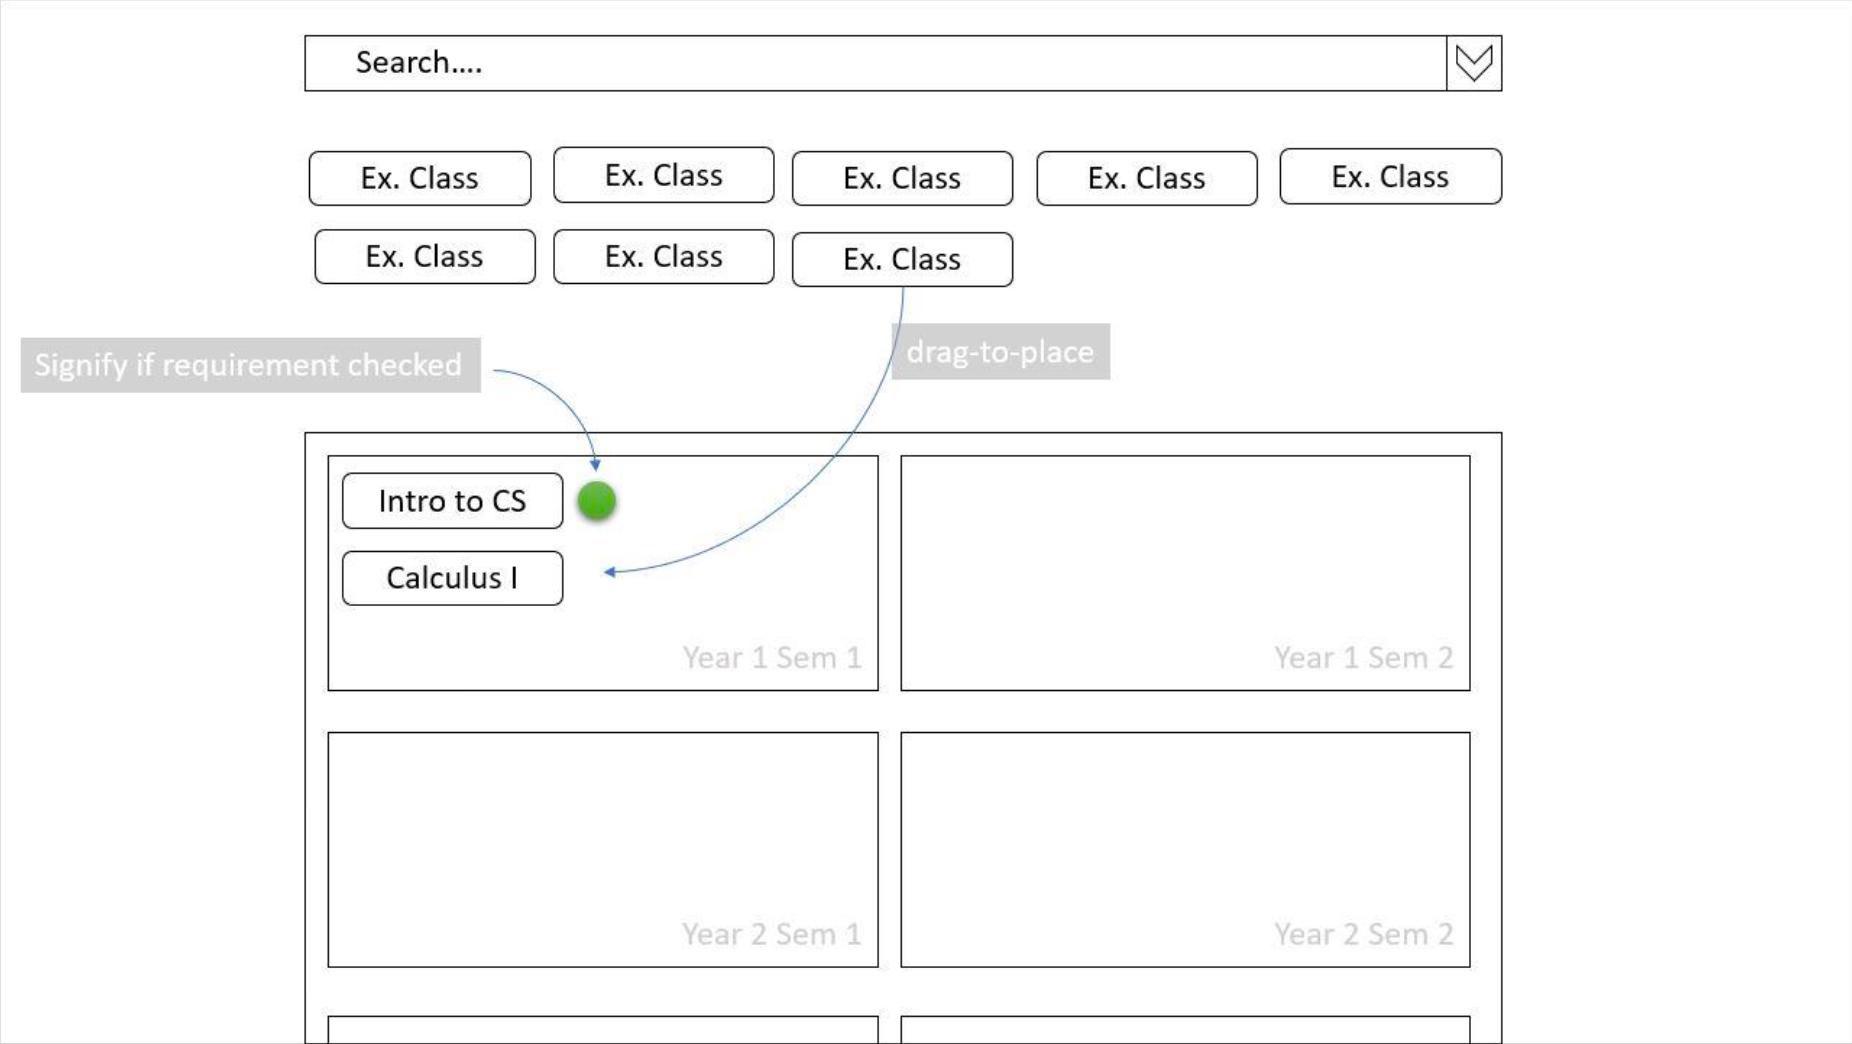 Search....
Ex. Class
Ex. Class
Ex. Class
Ex. Class
Ex. Class
Ex. Class
Ex. Class
Ex. Class
Signify if requirement checked
drag-to-place
Intro to CS
Calculus I
Year 1 Sem 1
Year 1 Sem 2
Year 2 Sem 1
Year 2 Sem 2